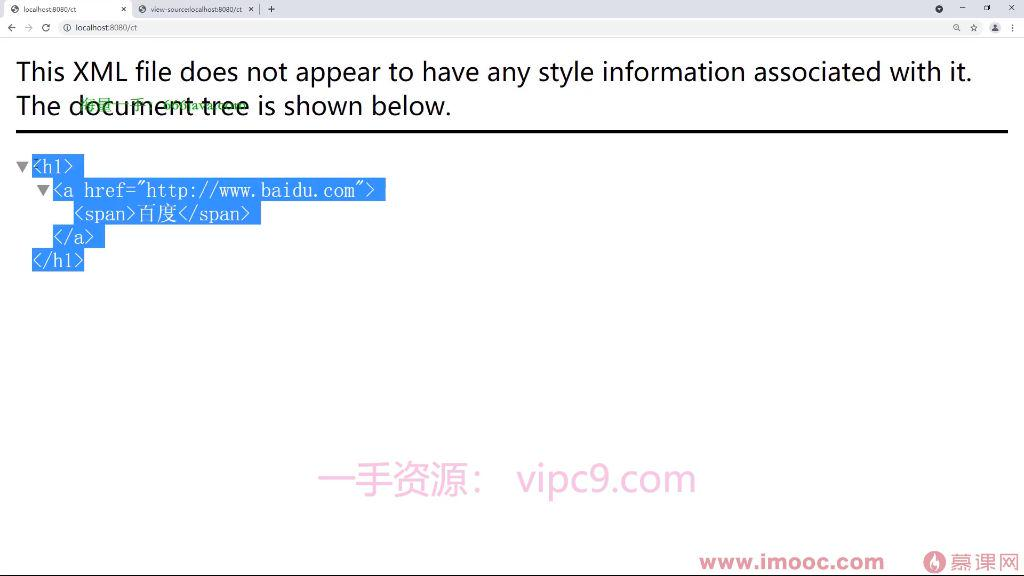 localhost:8080/ct
view-source:localhost:8080/ct
localhost:8080/ct
This XML file does not appear to have any style information associated with it.
The document tree is shown below.
<h1>
<a href="http://www.baidu.com">
<span>百度</span>
</a>
</h1>
一手资源： vipc9.com
www.imooc.com
慕课网